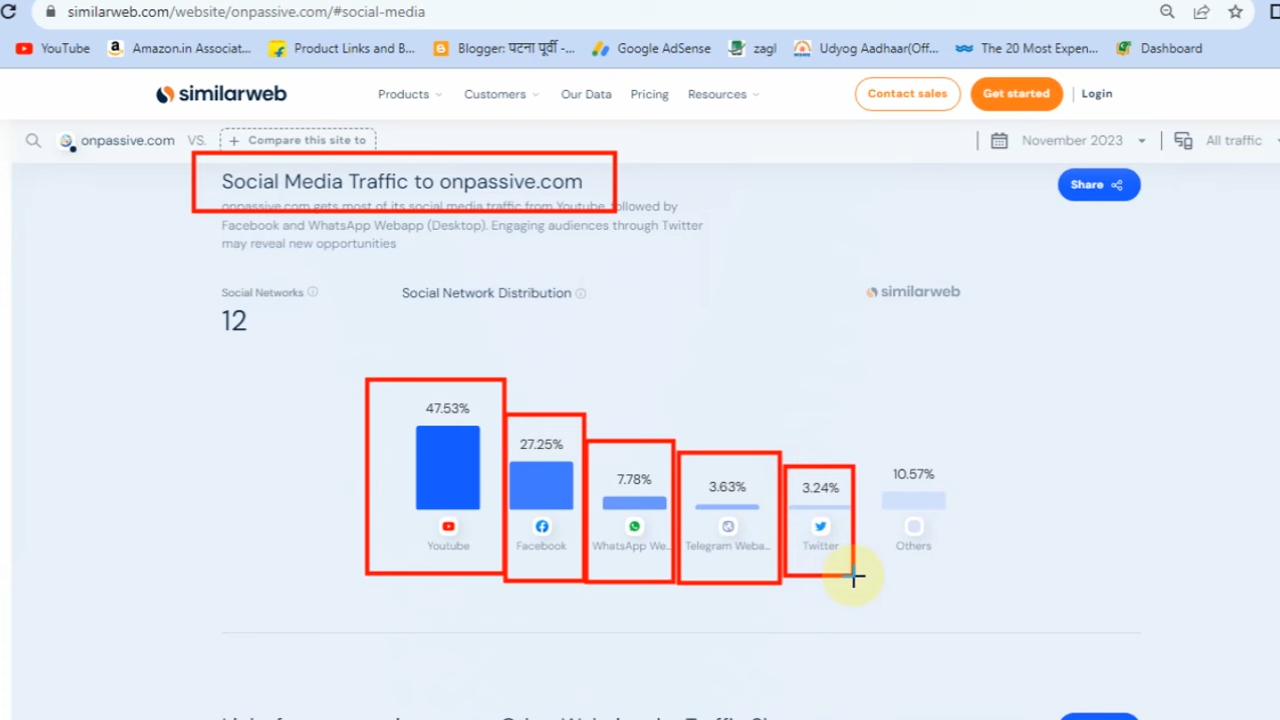 similarweb.com/website/onpassive.com/#social-media
YouTube Amazon.in Associat... Product Links and B... Blogger: पटना पूर्वी -... Google AdSense zagl Udyog Aadhaar(Off... The 20 Most Expen... Dashboard
similarweb Products Customers Our Data Pricing Resources Contact sales Get started Login
onpassive.com VS. + Compare this site to November 2023 All traffic
Social Media Traffic to onpassive.com Share
onpassive.com gets most of its social media traffic from Youtube, followed by
Facebook and WhatsApp Webapp (Desktop). Engaging audiences through Twitter
may reveal new opportunities
Social Networks Social Network Distribution similarweb
12
47.53% 27.25% 7.78% 3.63% 3.24% 10.57%
Youtube Facebook WhatsApp We... Telegram Weba... Twitter Others